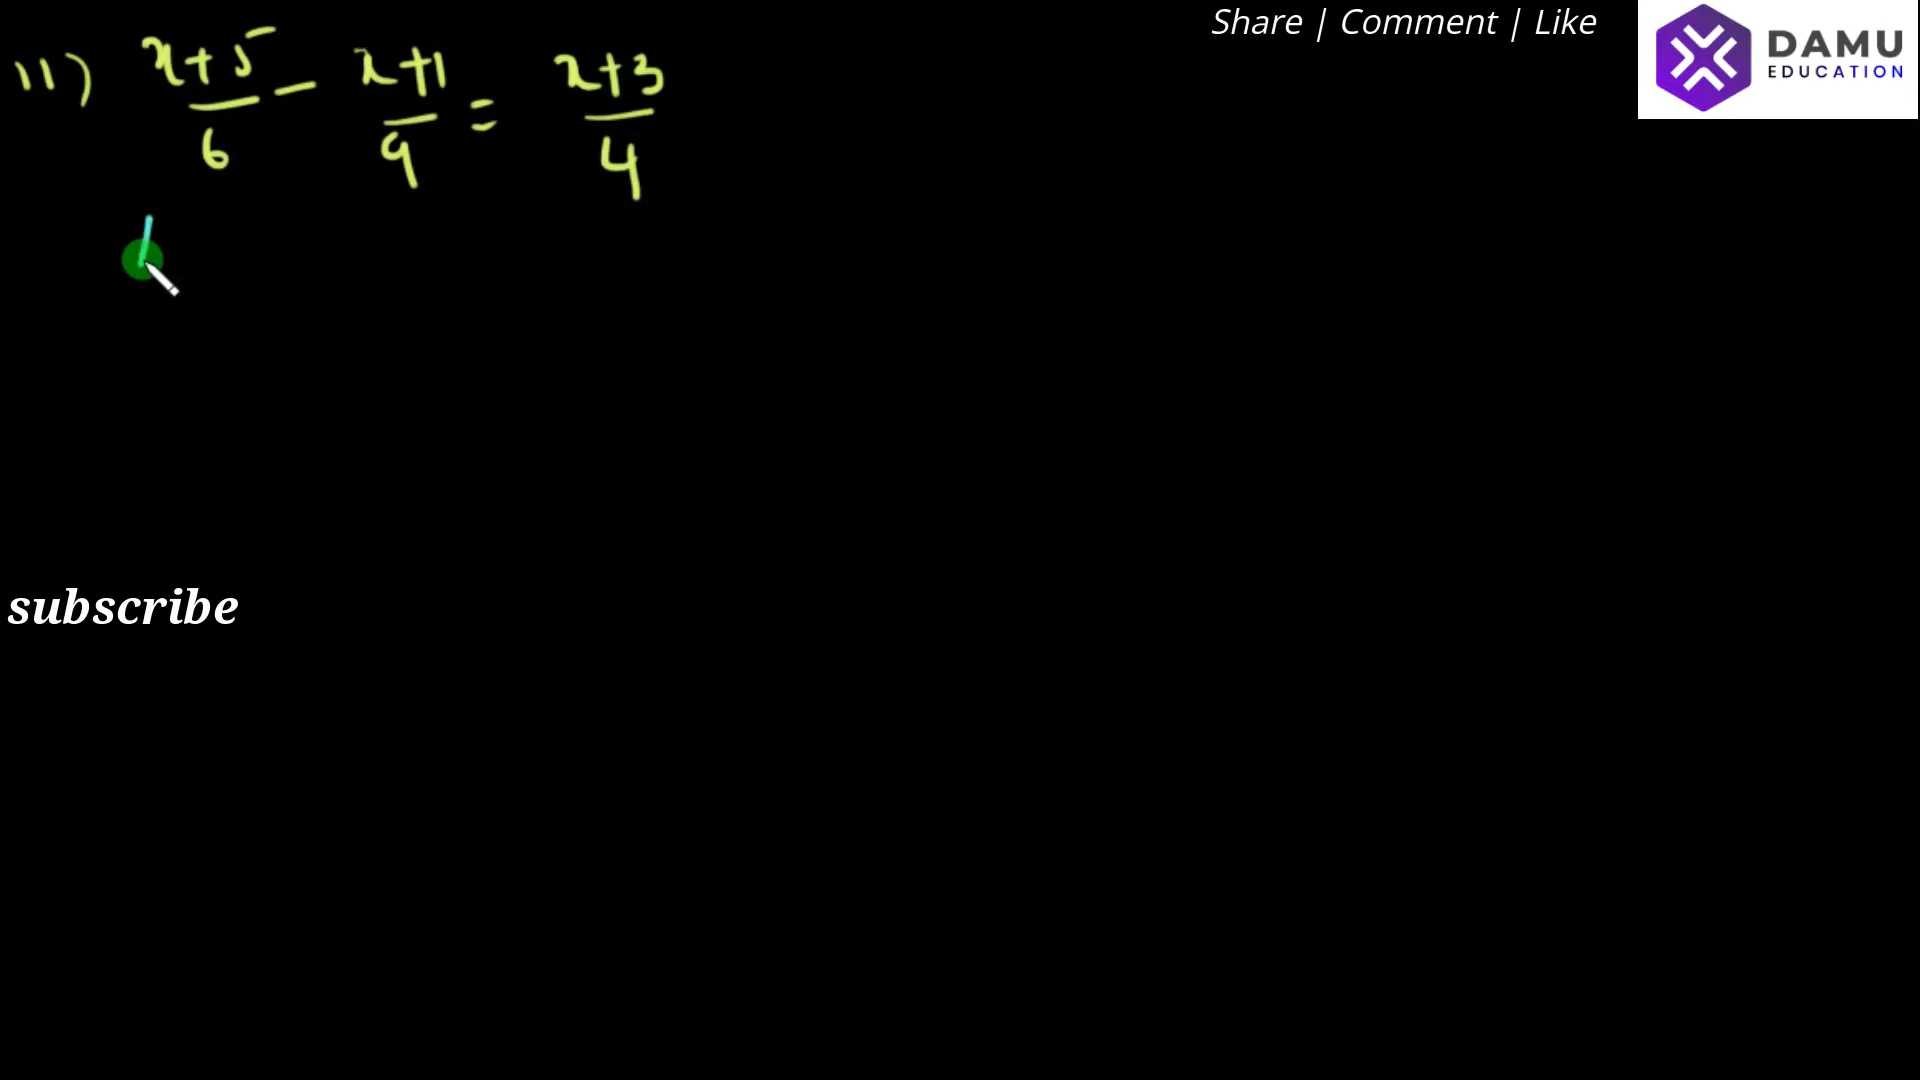 Share | Comment | Like
DAMU
EDUCATION
11) x+5/6 - x+1/9 = x+3/4
subscribe